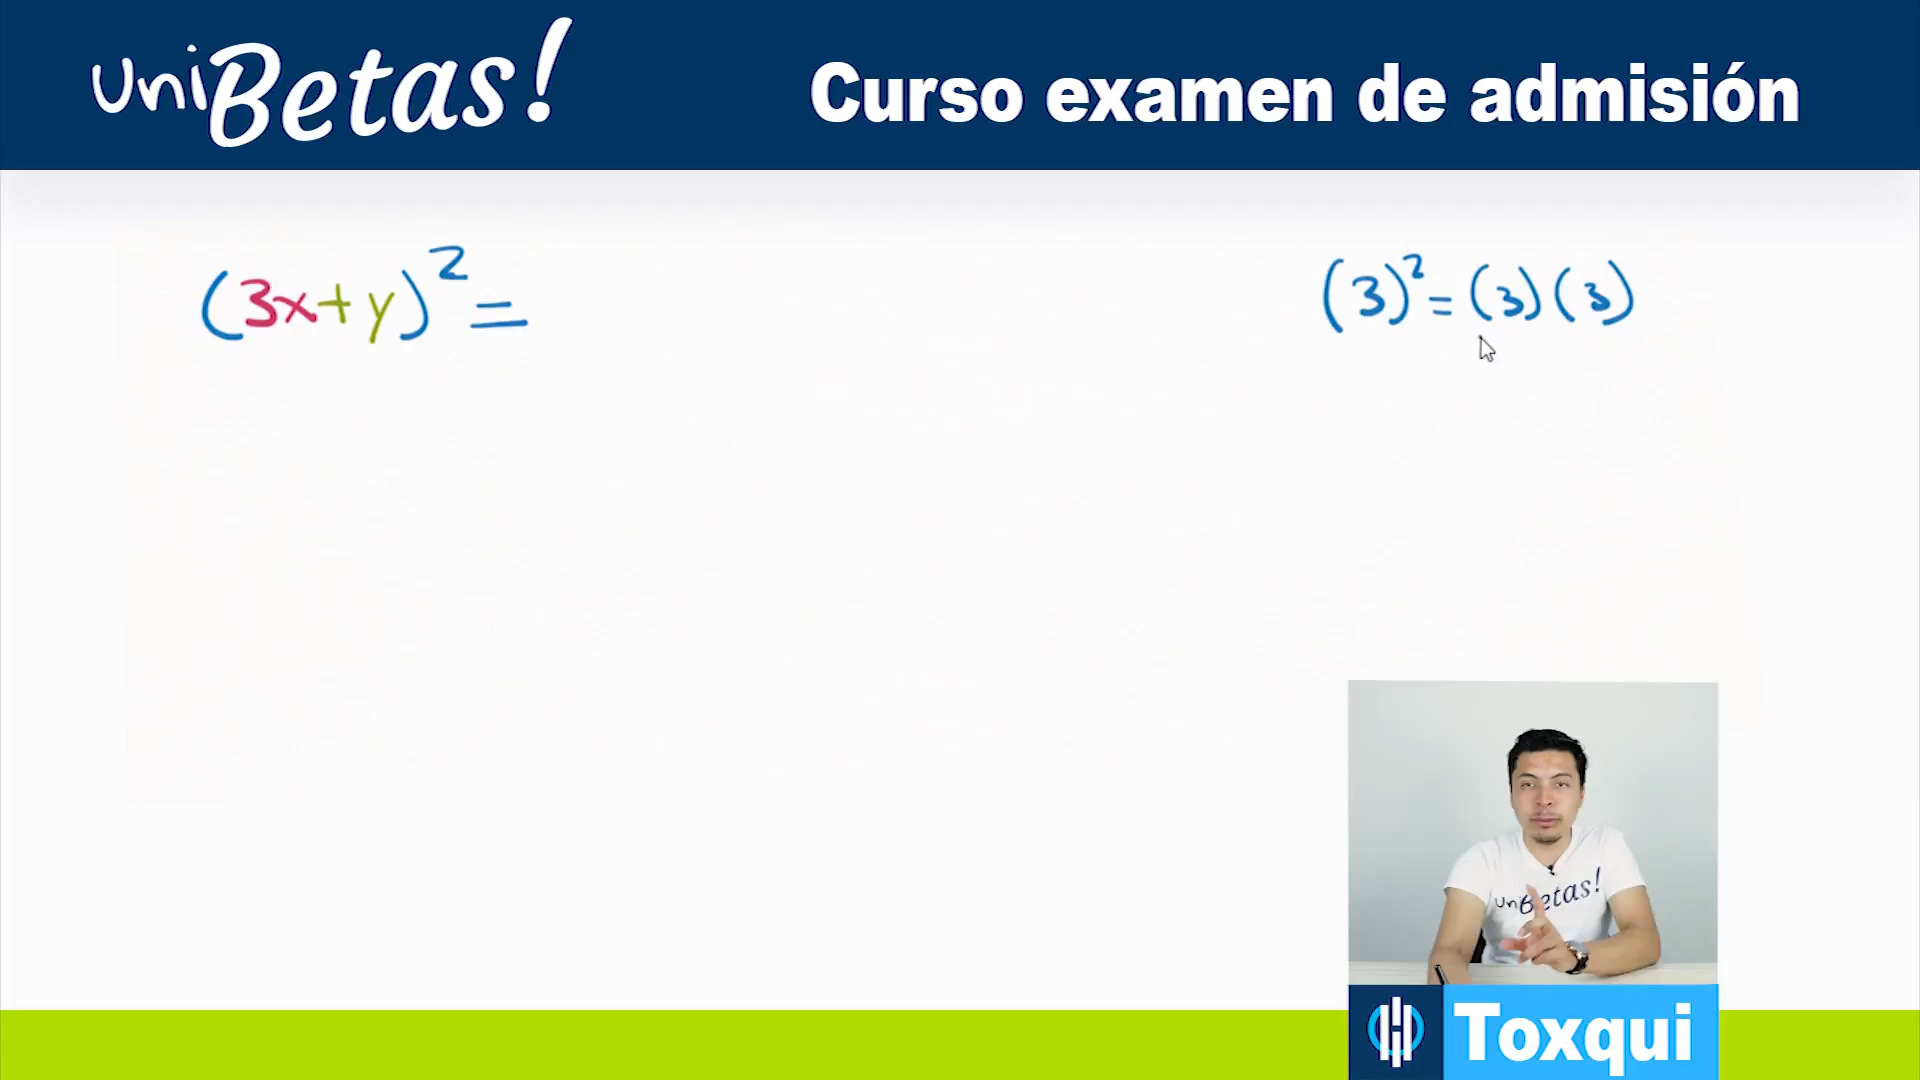 UniBetas!
Curso examen de admisión
(3x+y)²=
(3)²=(3)(3)
UniBetas!
Toxqui